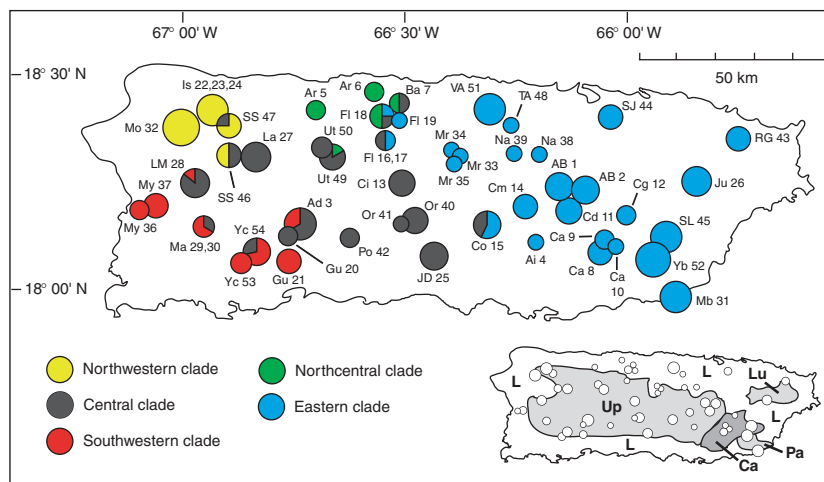 67° 00'W 66° 30'W 66° 00'W
18° 30' N
18° 00' N
50 km
Is 22,23,24
Mo 32
SS 47
La 27
LM 28
SS 46
My 37
My 36
Ma 29,30
Yc 54
Yc 53
Ar 5
Ar 6
Ba 7
Fl 18
Fl 19
Ut 50
Ut 49
Fl 16,17
Ci 13
Ad 3
Or 41
Or 40
Gu 20
Gu 21
Po 42
JD 25
VA 51
TA 48
SJ 44
RG 43
Mr 34
Na 39
Na 38
Mr 33
Mr 35
AB 1
AB 2
Ju 26
Cm 14
Cd 11
Cg 12
Co 15
Ca 9
SL 45
Ai 4
Ca 8
Ca
10
Yb 52
Mb 31
Northwestern clade
Central clade
Southwestern clade
Northcentral clade
Eastern clade
L
L
Lu
Up
L
L
Pa
Ca